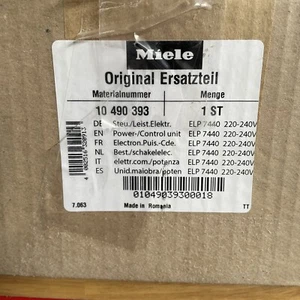 Miele
Original Ersatzteil
Materialnummer Menge
10 490 393 1 ST
DE Steu./Leist.Elektr. ELP 7440 220-240V
EN Power-/Control unit ELP 7440 220-240V
FR Electron.Puis.-Cde. ELP 7440 220-240V
NL Best./schakelelec. ELP 7440 220-240V
IT elettr.com./potenza ELP 7440 220-240V
ES Unid.maiobra/poten ELP 7440 220-240V
01049039300018
7.063 Made in Romania TT